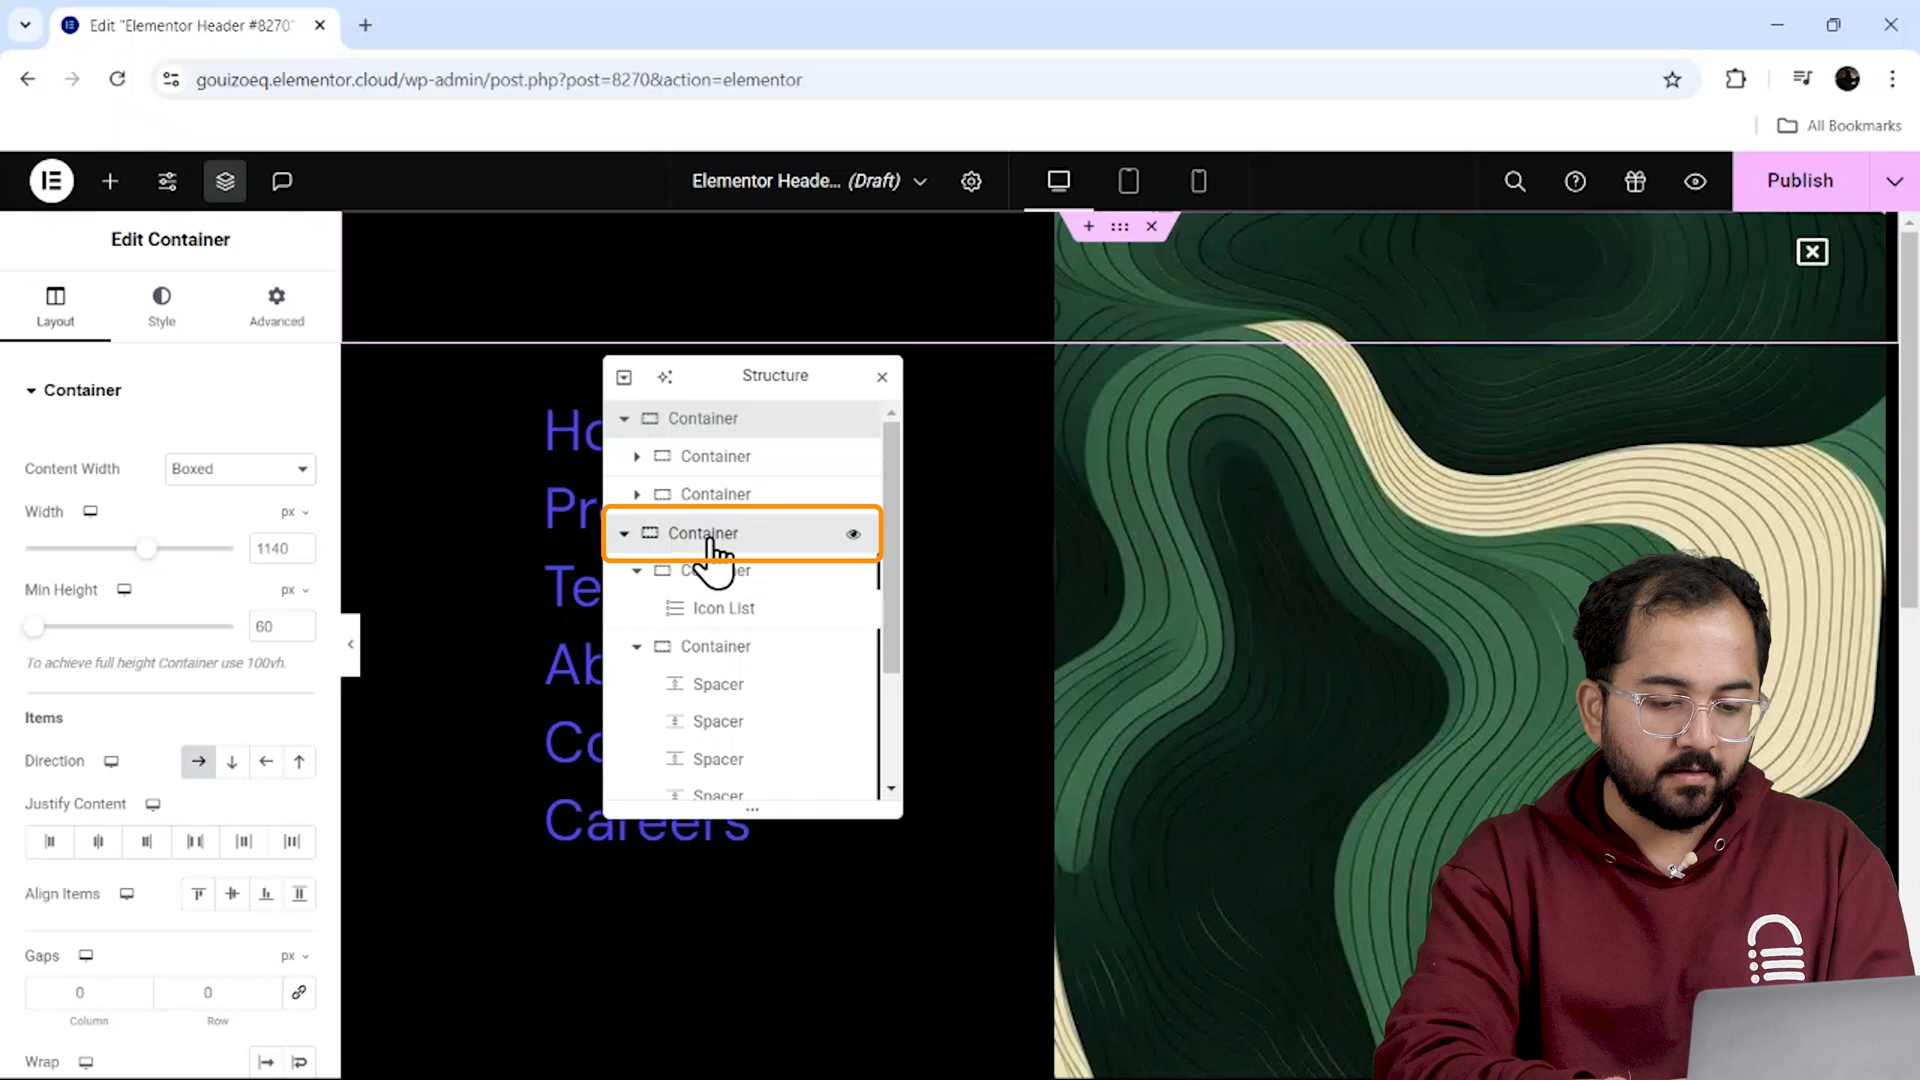 Edit "Elementor Header #8270"
gouizoeq.elementor.cloud/wp-admin/post.php?post=8270&action=elementor
All Bookmarks
Elementor Heade... (Draft)
Publish
Edit Container
Layout
Style
Advanced
Container
Content Width
Boxed
Width
px
1140
Min Height
px
60
To achieve full height Container use 100vh.
Items
Direction
Justify Content
Align Items
Gaps
px
0
0
Column
Row
Wrap
Structure
Container
Container
Container
Container
Icon List
Container
Spacer
Spacer
Spacer
Spacer
Careers